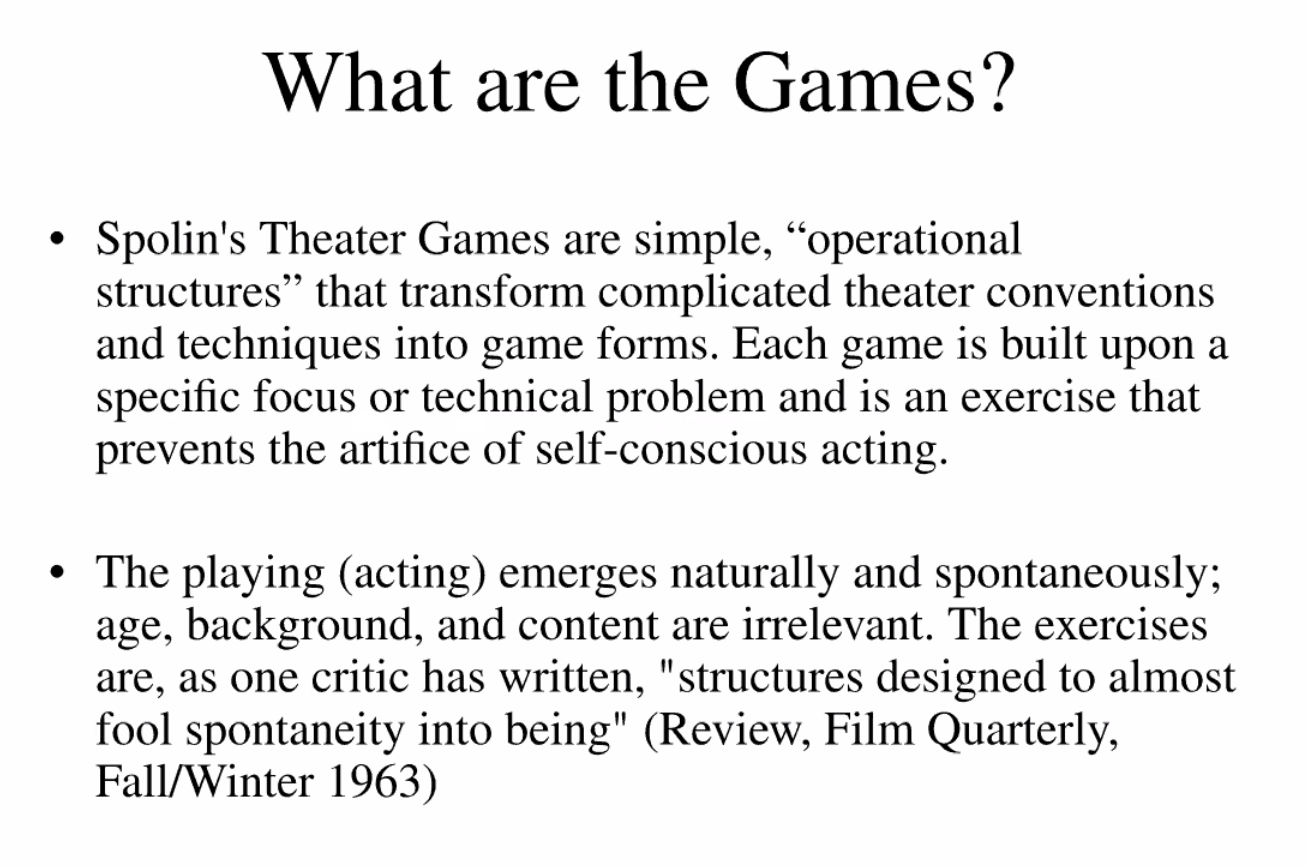 What are the Games?
• Spolin's Theater Games are simple, “operational
structures” that transform complicated theater conventions
and techniques into game forms. Each game is built upon a
specific focus or technical problem and is an exercise that
prevents the artifice of self-conscious acting.
• The playing (acting) emerges naturally and spontaneously;
age, background, and content are irrelevant. The exercises
are, as one critic has written, "structures designed to almost
fool spontaneity into being" (Review, Film Quarterly,
Fall/Winter 1963)